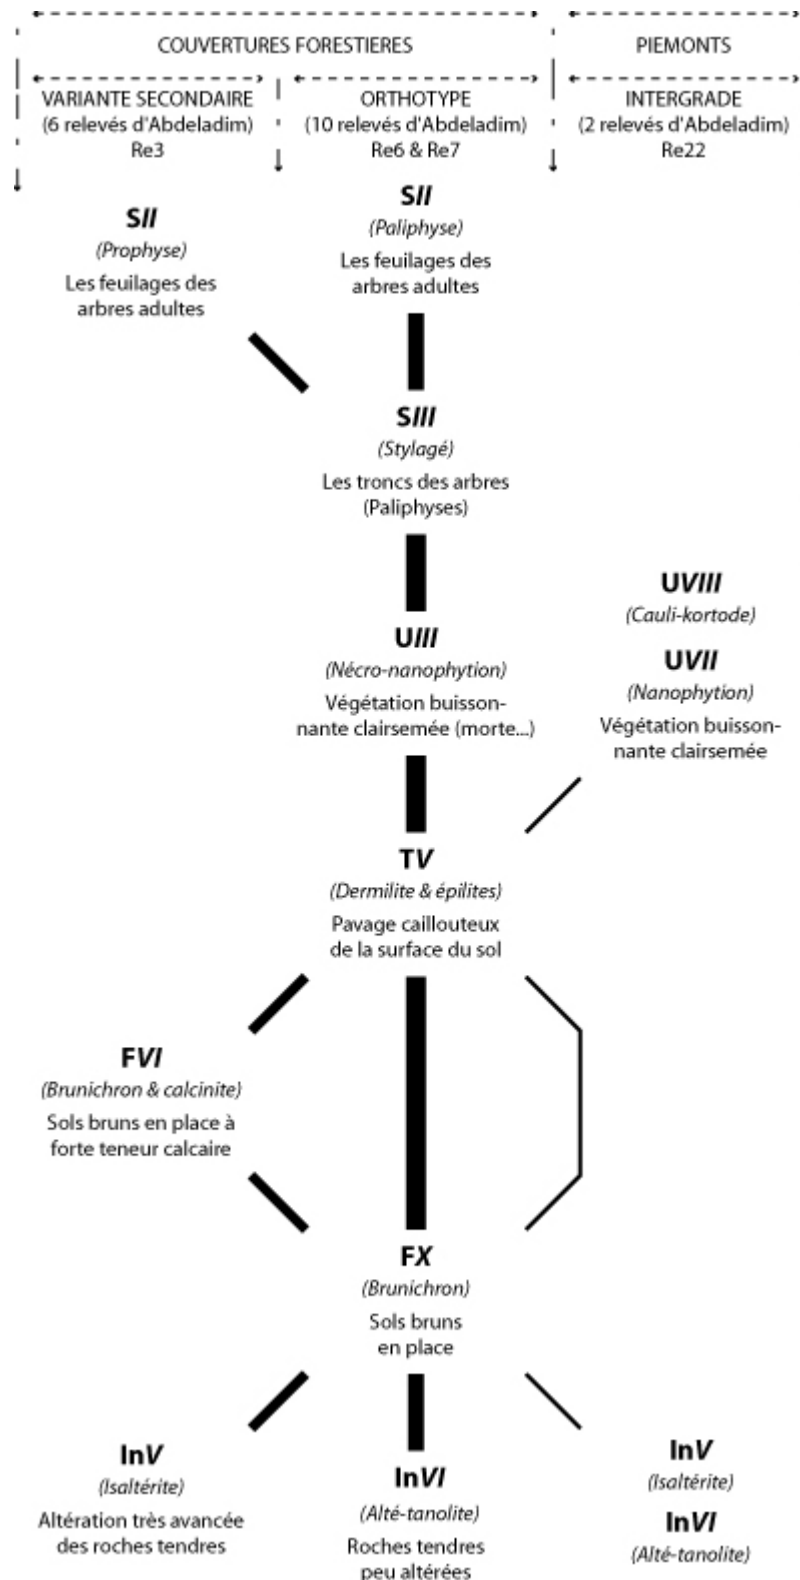 COUVERTURES FORESTIERES
PIEMONTS
VARIANTE SECONDAIRE
(6 relevés d'Abdeladim)
Re3
ORTHOTYPE
(10 relevés d'Abdeladim)
Re6 & Re7
INTERGRADE
(2 relevés d'Abdeladim)
Re22
SII
(Prophyse)
Les feuilages des
arbres adultes
SII
(Paliphyse)
Les feuilages des
arbres adultes
SIII
(Stylagé)
Les troncs des arbres
(Paliphyses)
UIII
(Nécro-nanophytion)
Végétation buisson-
nante clairsemée (morte...)
UVIII
(Cauli-kortode)
UVII
(Nanophytion)
Végétation buisson-
nante clairsemée
TV
(Dermilite & épilites)
Pavage caillouteux
de la surface du sol
FVI
(Brunichron & calcinite)
Sols bruns en place à
forte teneur calcaire
FX
(Brunichron)
Sols bruns
en place
InV
(Isaltérite)
Altération très avancée
des roches tendres
InVI
(Alté-tanolite)
Roches tendres
peu altérées
InV
(Isaltérite)
InVI
(Alté-tanolite)